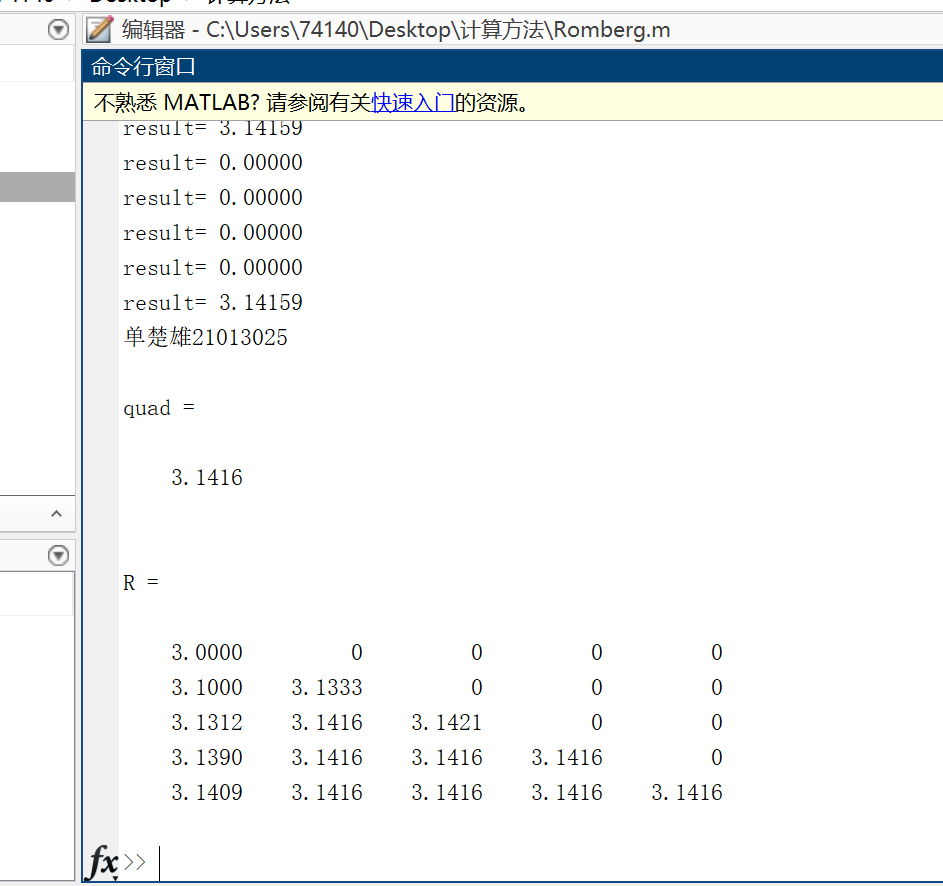 编辑器 - C:\Users\74140\Desktop\计算方法\Romberg.m
命令行窗口
不熟悉 MATLAB? 请参阅有关快速入门的资源。
result= 3.14159
result= 0.00000
result= 0.00000
result= 0.00000
result= 0.00000
result= 3.14159
单楚雄21013025
quad =
3.1416
R =
3.0000 0 0 0 0
3.1000 3.1333 0 0 0
3.1312 3.1416 3.1421 0 0
3.1390 3.1416 3.1416 3.1416 0
3.1409 3.1416 3.1416 3.1416 3.1416
fx >>